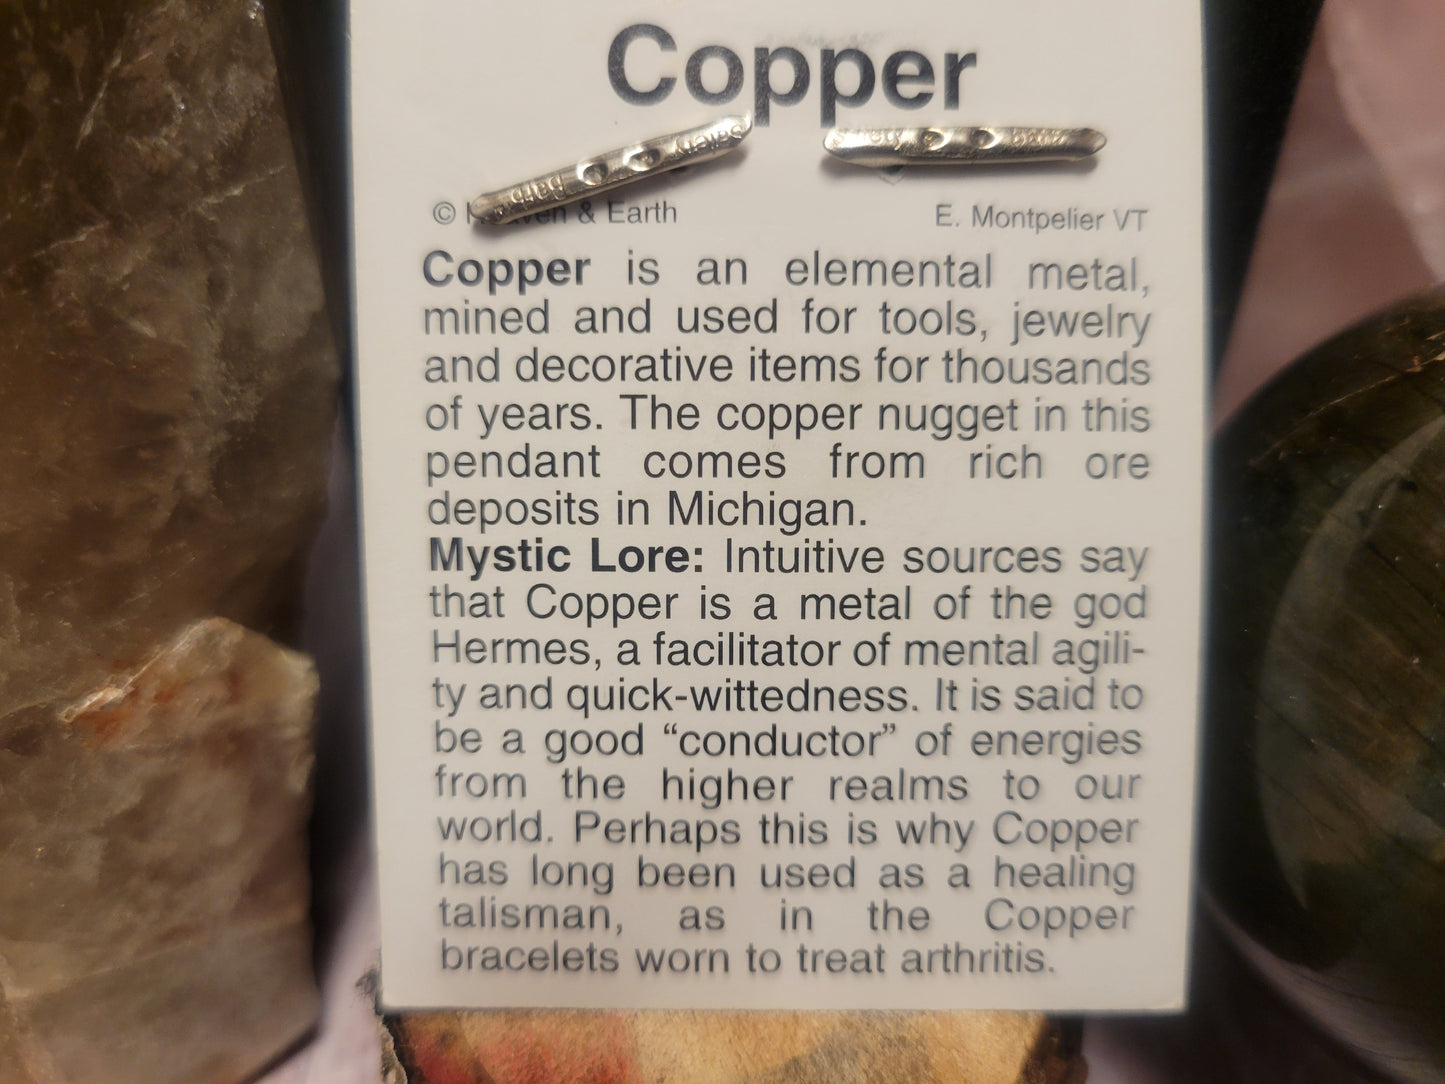 Copper
© Heaven & Earth
E. Montpelier VT
Copper is an elemental metal,
mined and used for tools, jewelry
and decorative items for thousands
of years. The copper nugget in this
pendant comes from rich ore
deposits in Michigan.
Mystic Lore: Intuitive sources say
that Copper is a metal of the god
Hermes, a facilitator of mental agili-
ty and quick-wittedness. It is said to
be a good “conductor” of energies
from the higher realms to our
world. Perhaps this is why Copper
has long been used as a healing
talisman, as in the Copper
bracelets worn to treat arthritis.